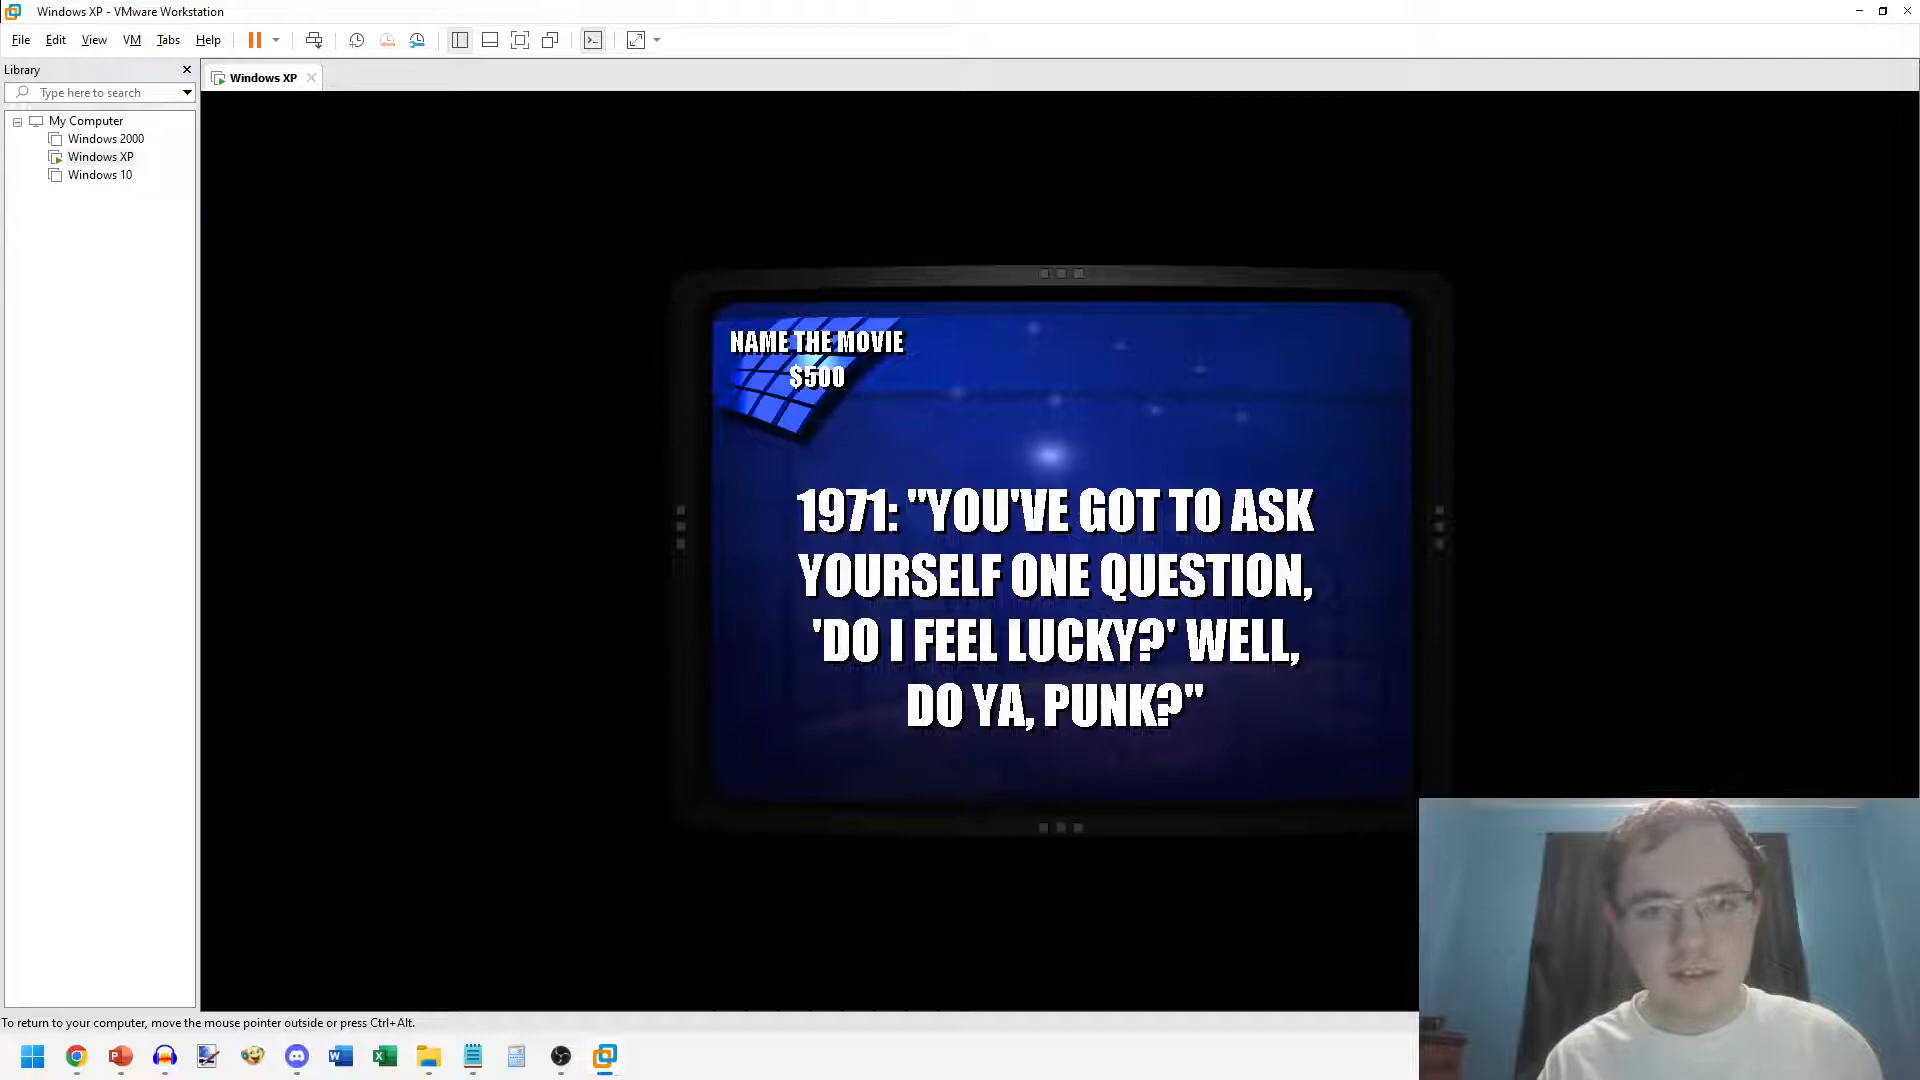 Windows XP - VMware Workstation
File Edit View VM Tabs Help
Library
Type here to search
Windows XP
My Computer
Windows 2000
Windows XP
Windows 10
NAME THE MOVIE
$500
1971: "YOU'VE GOT TO ASK
YOURSELF ONE QUESTION,
'DO I FEEL LUCKY?' WELL,
DO YA, PUNK?"
To return to your computer, move the mouse pointer outside or press Ctrl+Alt.